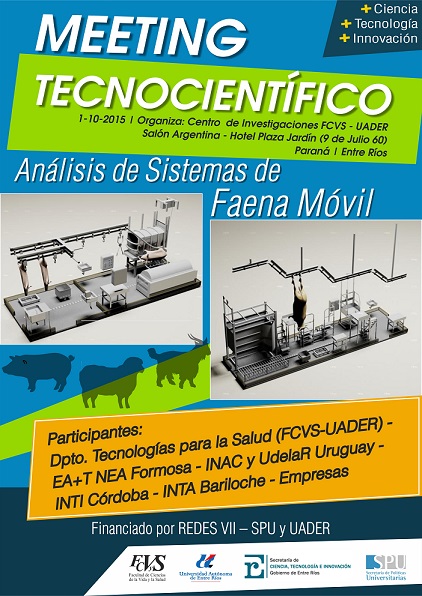 + Ciencia
+ Tecnología
+ Innovación
MEETING
TECNOCIENTÍFICO
1-10-2015 | Organiza: Centro de Investigaciones FCVS - UADER
Salón Argentina - Hotel Plaza Jardín (9 de Julio 60)
Paraná | Entre Ríos
Análisis de Sistemas de
Faena Móvil
Participantes:
Dpto. Tecnologías para la Salud (FCVS-UADER) -
EA+T NEA Formosa - INAC y UdelaR Uruguay -
INTI Córdoba - INTA Bariloche - Empresas
Financiado por REDES VII – SPU y UADER
FCVS
Facultad de Ciencias
de la Vida y la Salud
Universidad Autónoma
de Entre Ríos
Secretaría de
CIENCIA, TECNOLOGÍA E INNOVACIÓN
Gobierno de Entre Ríos
SPU
Secretaría de Políticas
Universitarias